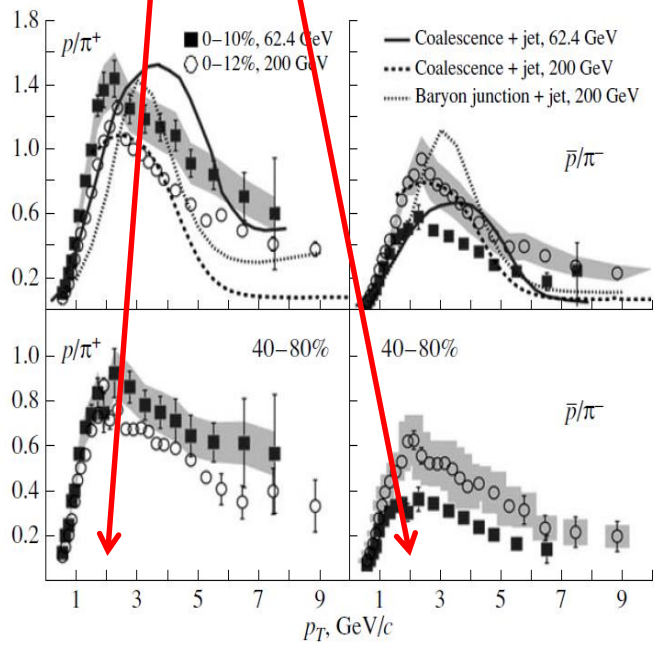 1.8
p/π⁺
0–10%, 62.4 GeV
0–12%, 200 GeV
1.4
1.0
0.6
0.2
Coalescence + jet, 62.4 GeV
Coalescence + jet, 200 GeV
Baryon junction + jet, 200 GeV
p̄/π⁻
p/π⁺
40–80%
1.0
0.8
0.6
0.4
0.2
40–80%
p̄/π⁻
1 3 5 7 9 1 3 5 7 9
p_T, GeV/c